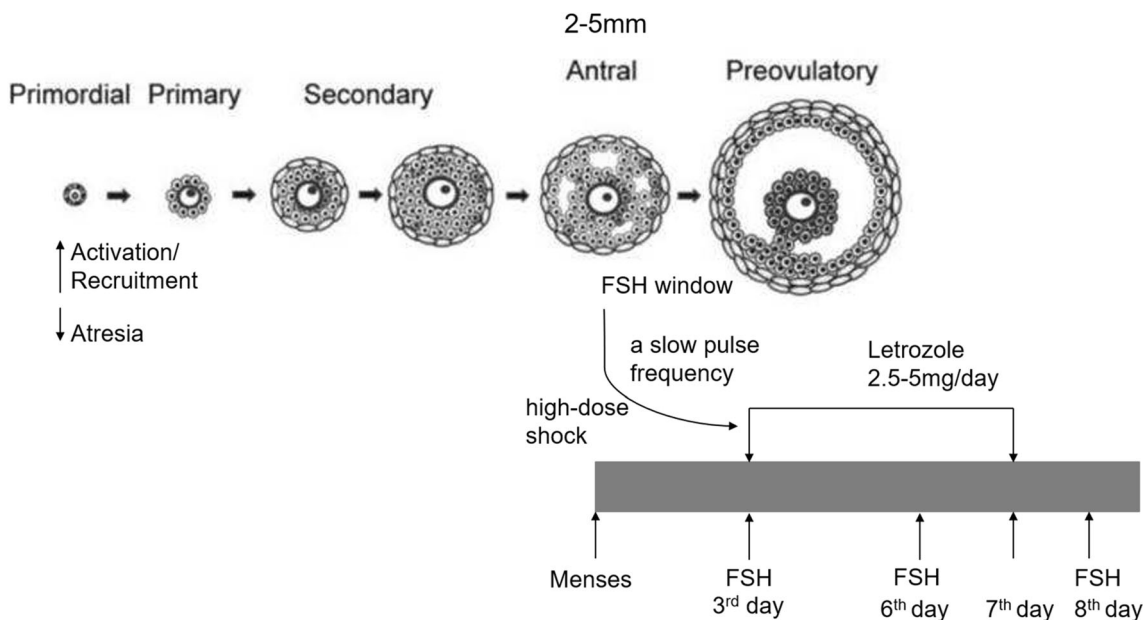 2-5mm
Antral
Preovulatory
Primordial
Primary
Secondary
Activation/
Recruitment
Atresia
FSH window
a slow pulse
frequency
Letrozole
2.5-5mg/day
high-dose
shock
Menses
FSH
3rd day
FSH
6th day
7th day
FSH
8th day